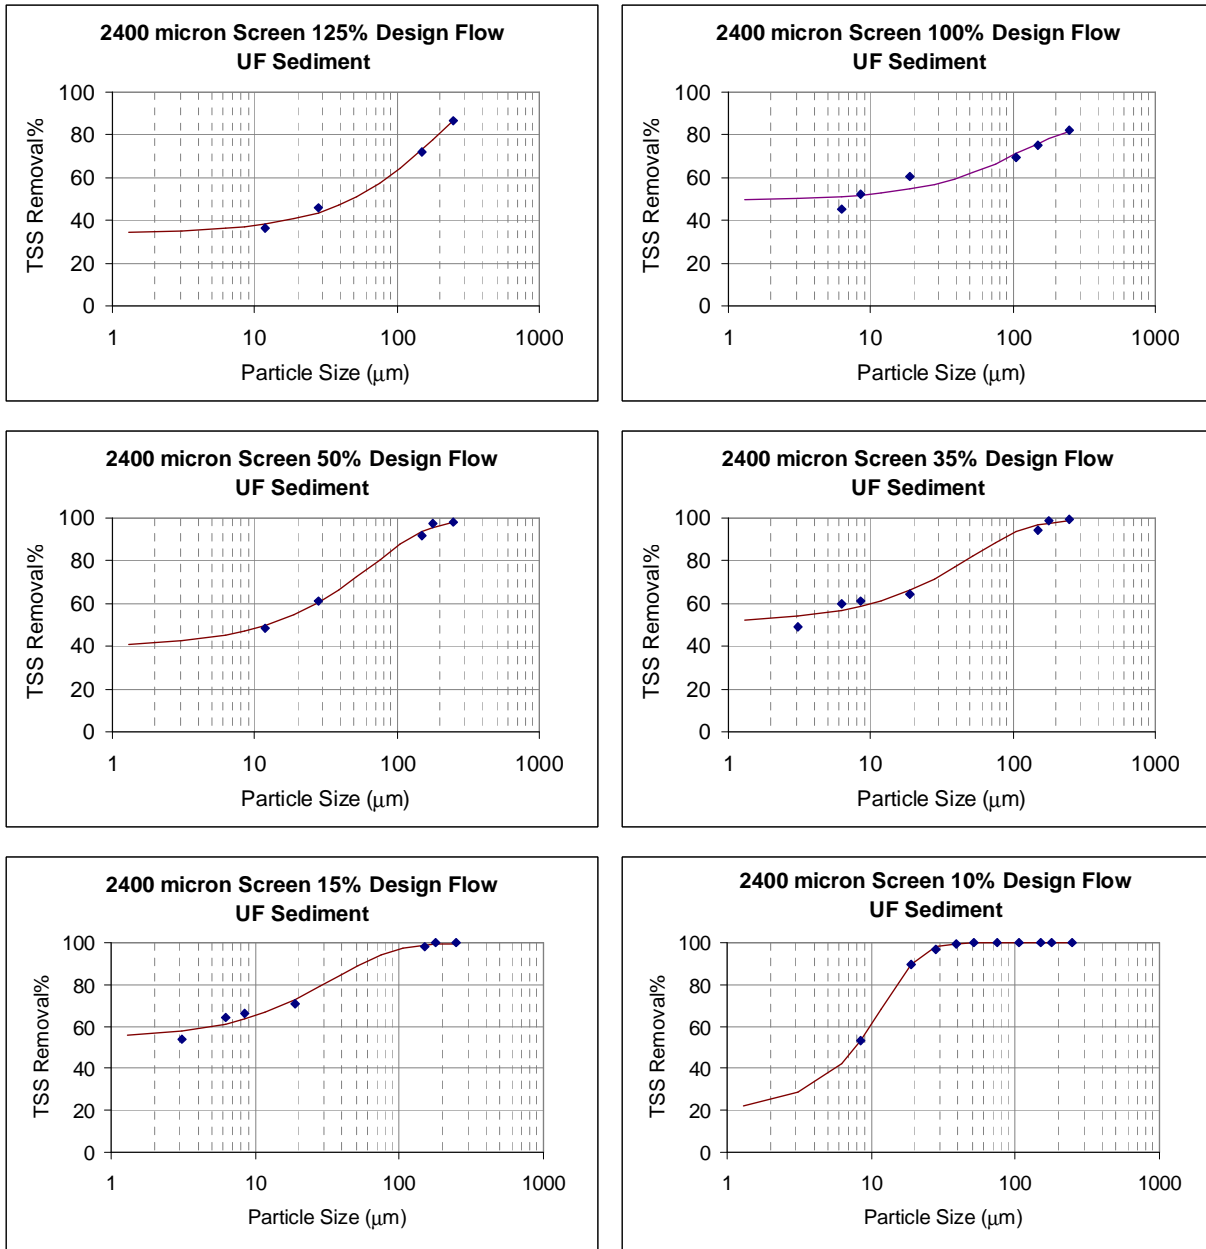 2400 micron Screen 125% Design Flow
UF Sediment
100
80
60
40
20
0
TSS Removal%
1 10 100 1000
Particle Size (μm)
2400 micron Screen 100% Design Flow
UF Sediment
100
80
60
40
20
0
TSS Removal%
1 10 100 1000
Particle Size (μm)
2400 micron Screen 50% Design Flow
UF Sediment
100
80
60
40
20
0
TSS Removal%
1 10 100 1000
Particle Size (μm)
2400 micron Screen 35% Design Flow
UF Sediment
100
80
60
40
20
0
TSS Removal%
1 10 100 1000
Particle Size (μm)
2400 micron Screen 15% Design Flow
UF Sediment
100
80
60
40
20
0
TSS Removal%
1 10 100 1000
Particle Size (μm)
2400 micron Screen 10% Design Flow
UF Sediment
100
80
60
40
20
0
TSS Removal%
1 10 100 1000
Particle Size (μm)